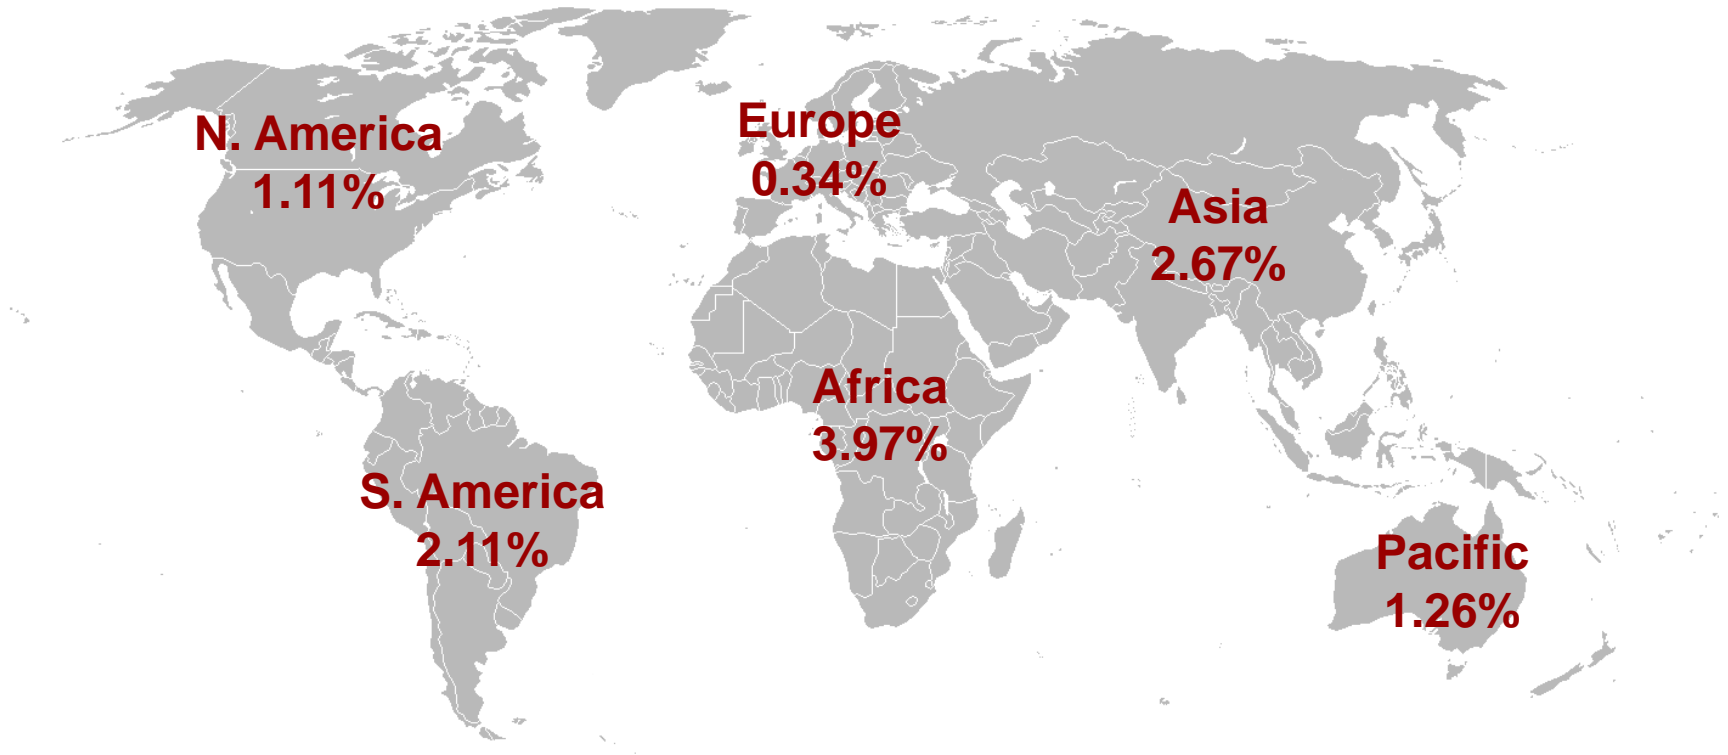 N. America
1.11%
Europe
0.34%
Asia
2.67%
Africa
3.97%
S. America
2.11%
Pacific
1.26%